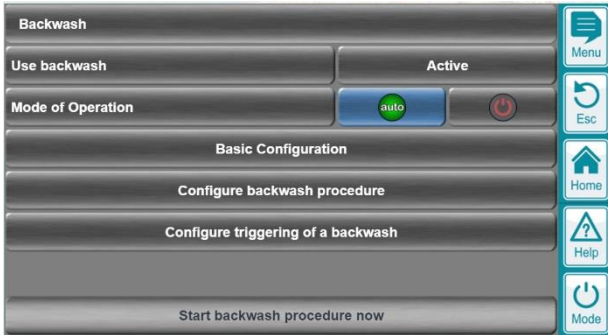 Backwash
Menu
Use backwash
Active
Mode of Operation
auto
Esc
Basic Configuration
Configure backwash procedure
Home
Configure triggering of a backwash
Help
Start backwash procedure now
Mode